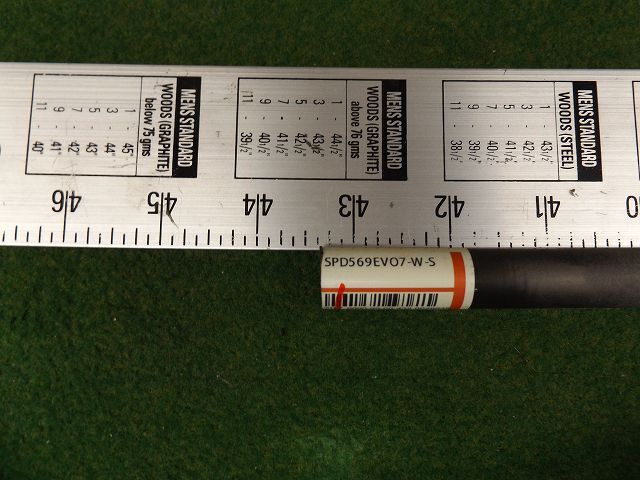 MENS STANDARD
WOODS (GRAPHITE)
below 76 gms
1 - 45"
3 - 44"
5 - 43"
7 - 42"
9 - 41"
11 - 40"
MENS STANDARD
WOODS (GRAPHITE)
above 76 gms
1 - 44½"
3 - 43½"
5 - 42½"
7 - 41½"
9 - 40½"
11 - 39½"
MENS STANDARD
WOODS (STEEL)
1 - 43½"
3 - 42½"
5 - 41½"
7 - 40½"
9 - 39½"
11 - 38½"
46 45 44 43 42 41
SPD569EVO7-W-S